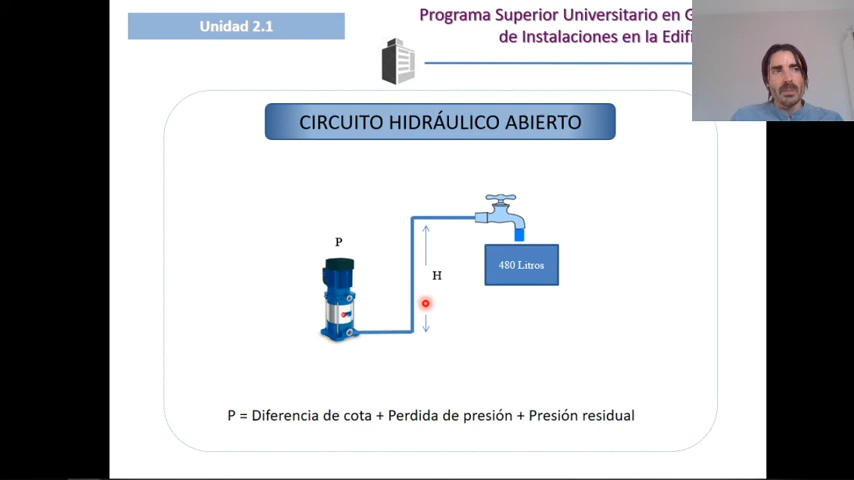 Unidad 2.1
Programa Superior Universitario en
de Instalaciones en la
CIRCUITO HIDRÁULICO ABIERTO
P
H
480 Litros
P = Diferencia de cota + Perdida de presión + Presión residual